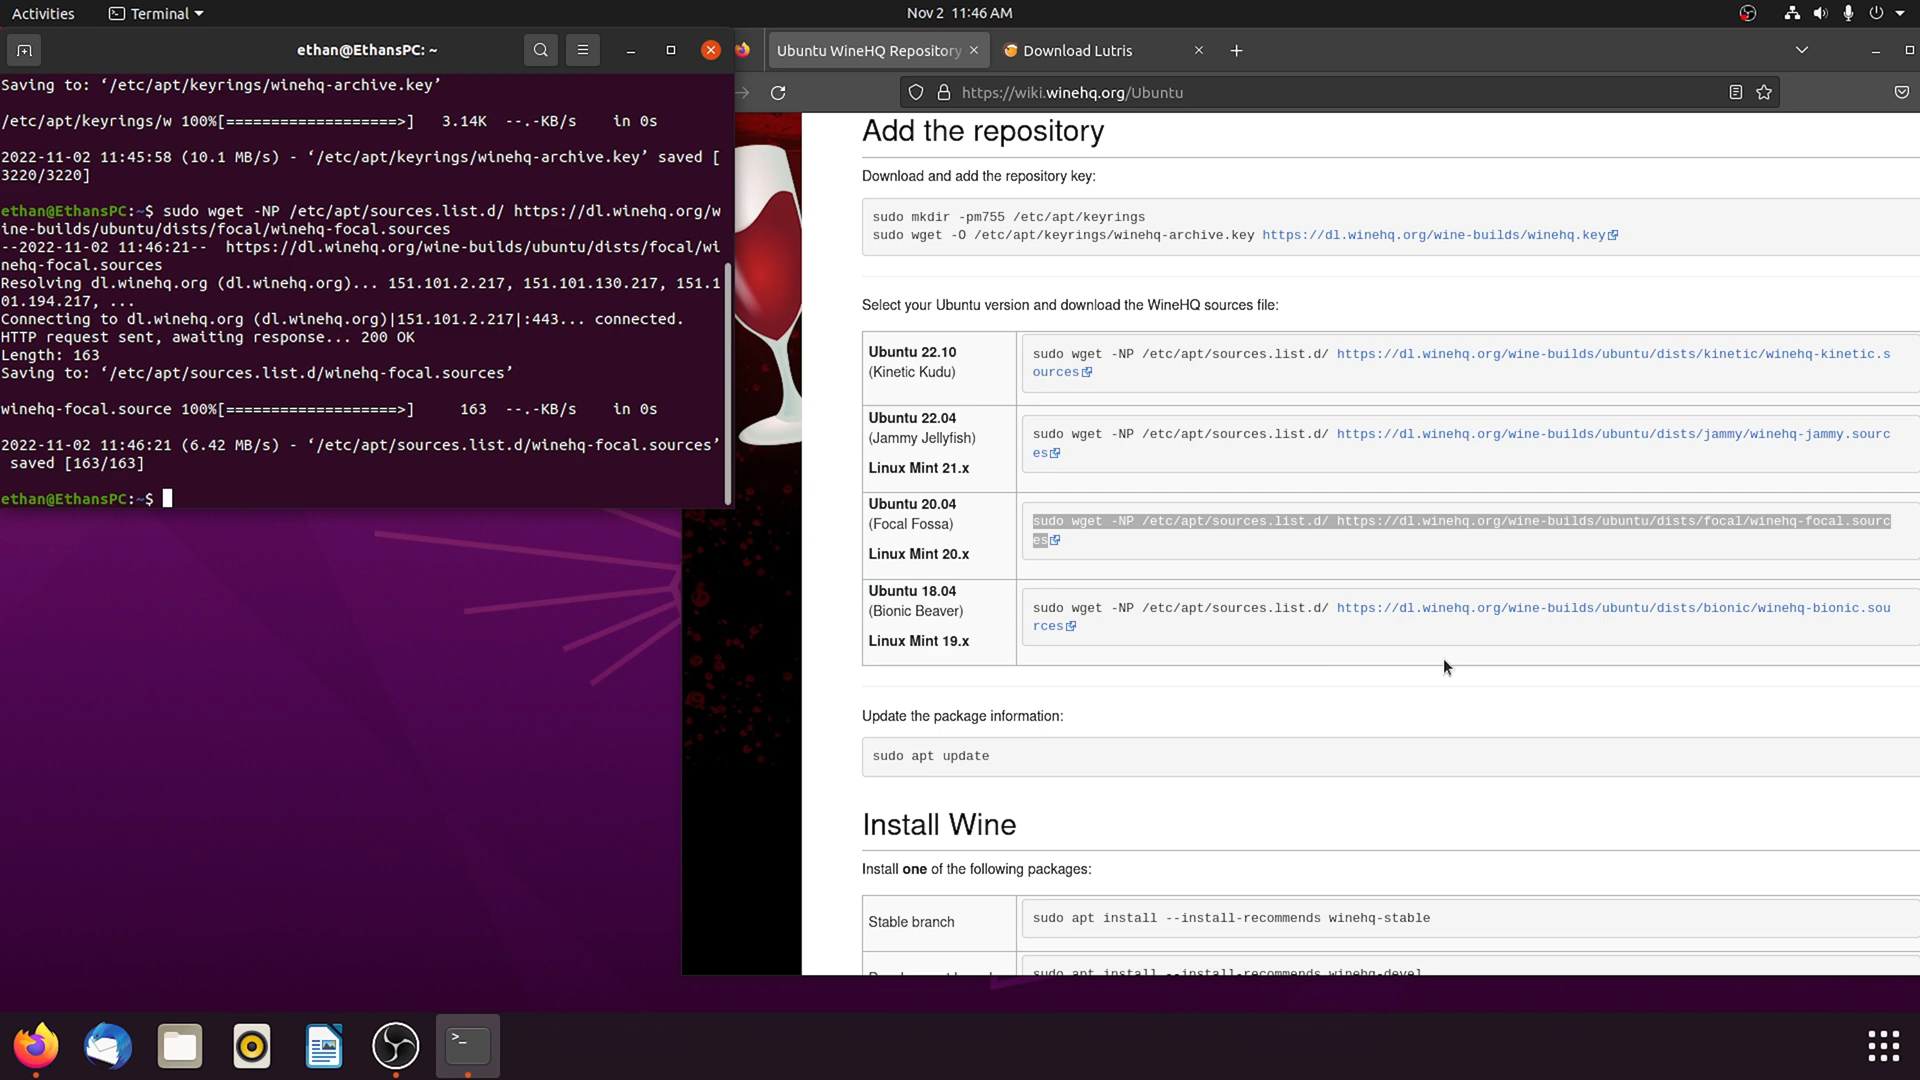 Activities
Terminal
Nov 2 11:46 AM
ethan@EthansPC: ~
Saving to: ‘/etc/apt/keyrings/winehq-archive.key’
/etc/apt/keyrings/w 100%[===================>] 3.14K --.-KB/s in 0s
2022-11-02 11:45:58 (10.1 MB/s) - ‘/etc/apt/keyrings/winehq-archive.key’ saved [
3220/3220]
ethan@EthansPC:~$ sudo wget -NP /etc/apt/sources.list.d/ https://dl.winehq.org/w
ine-builds/ubuntu/dists/focal/winehq-focal.sources
--2022-11-02 11:46:21-- https://dl.winehq.org/wine-builds/ubuntu/dists/focal/wi
nehq-focal.sources
Resolving dl.winehq.org (dl.winehq.org)... 151.101.2.217, 151.101.130.217, 151.1
01.194.217, ...
Connecting to dl.winehq.org (dl.winehq.org)|151.101.2.217|:443... connected.
HTTP request sent, awaiting response... 200 OK
Length: 163
Saving to: ‘/etc/apt/sources.list.d/winehq-focal.sources’
winehq-focal.source 100%[===================>] 163 --.-KB/s in 0s
2022-11-02 11:46:21 (6.42 MB/s) - ‘/etc/apt/sources.list.d/winehq-focal.sources’
saved [163/163]
ethan@EthansPC:~$
Ubuntu WineHQ Repository
Download Lutris
https://wiki.winehq.org/Ubuntu
Add the repository
Download and add the repository key:
sudo mkdir -pm755 /etc/apt/keyrings
sudo wget -O /etc/apt/keyrings/winehq-archive.key https://dl.winehq.org/wine-builds/winehq.key
Select your Ubuntu version and download the WineHQ sources file:
Ubuntu 22.10
(Kinetic Kudu)
sudo wget -NP /etc/apt/sources.list.d/ https://dl.winehq.org/wine-builds/ubuntu/dists/kinetic/winehq-kinetic.s
ources
Ubuntu 22.04
(Jammy Jellyfish)
Linux Mint 21.x
sudo wget -NP /etc/apt/sources.list.d/ https://dl.winehq.org/wine-builds/ubuntu/dists/jammy/winehq-jammy.sourc
es
Ubuntu 20.04
(Focal Fossa)
Linux Mint 20.x
sudo wget -NP /etc/apt/sources.list.d/ https://dl.winehq.org/wine-builds/ubuntu/dists/focal/winehq-focal.sourc
es
Ubuntu 18.04
(Bionic Beaver)
Linux Mint 19.x
sudo wget -NP /etc/apt/sources.list.d/ https://dl.winehq.org/wine-builds/ubuntu/dists/bionic/winehq-bionic.sou
rces
Update the package information:
sudo apt update
Install Wine
Install one of the following packages:
Stable branch
sudo apt install --install-recommends winehq-stable
sudo apt install --install-recommends winehq-devel